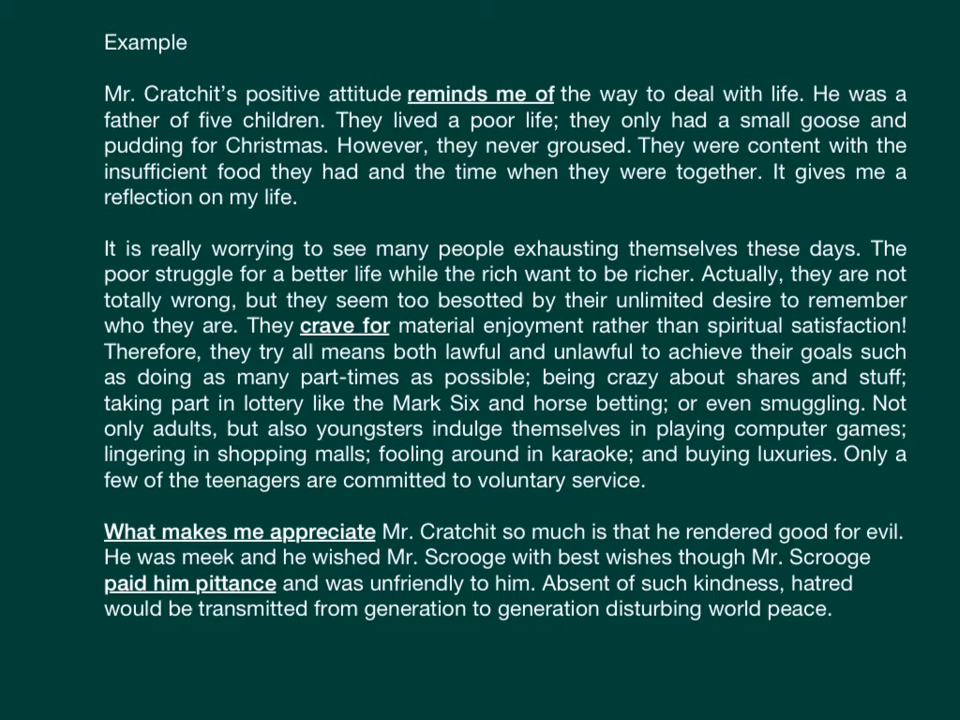 Example
Mr. Cratchit's positive attitude reminds me of the way to deal with life. He was a
father of five children. They lived a poor life; they only had a small goose and
pudding for Christmas. However, they never groused. They were content with the
insufficient food they had and the time when they were together. It gives me a
reflection on my life.
It is really worrying to see many people exhausting themselves these days. The
poor struggle for a better life while the rich want to be richer. Actually, they are not
totally wrong, but they seem too besotted by their unlimited desire to remember
who they are. They crave for material enjoyment rather than spiritual satisfaction!
Therefore, they try all means both lawful and unlawful to achieve their goals such
as doing as many part-times as possible; being crazy about shares and stuff;
taking part in lottery like the Mark Six and horse betting; or even smuggling. Not
only adults, but also youngsters indulge themselves in playing computer games;
lingering in shopping malls; fooling around in karaoke; and buying luxuries. Only a
few of the teenagers are committed to voluntary service.
What makes me appreciate Mr. Cratchit so much is that he rendered good for evil.
He was meek and he wished Mr. Scrooge with best wishes though Mr. Scrooge
paid him pittance and was unfriendly to him. Absent of such kindness, hatred
would be transmitted from generation to generation disturbing world peace.